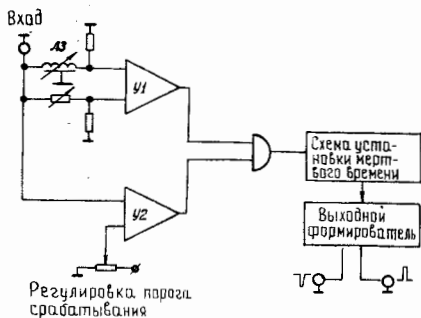 Вход
ЛЗ
У1
У2
Схема уста-
новки мерт-
вого времени
Выходной
формирователь
Регулировка порога
срабатывания